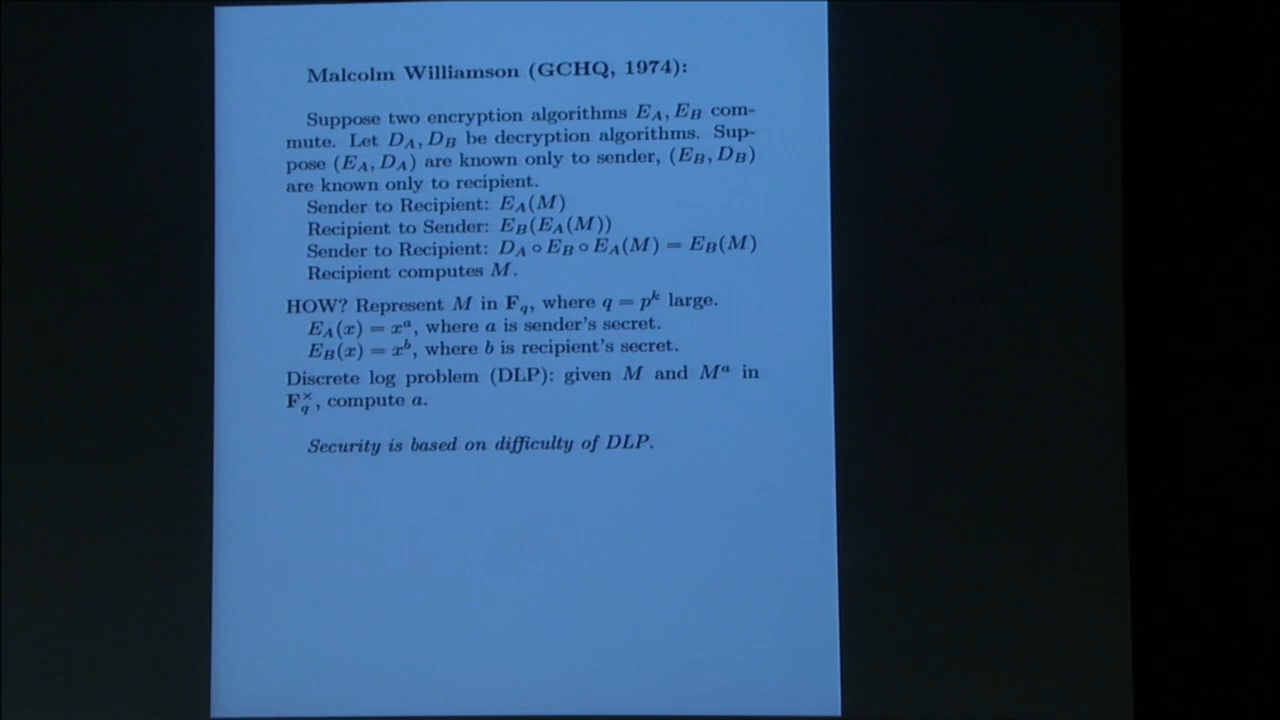 Malcolm Williamson (GCHQ, 1974):
Suppose two encryption algorithms E_A, E_B com-
mute. Let D_A, D_B be decryption algorithms. Sup-
pose (E_A, D_A) are known only to sender, (E_B, D_B)
are known only to recipient.
Sender to Recipient: E_A(M)
Recipient to Sender: E_B(E_A(M))
Sender to Recipient: D_A ∘ E_B ∘ E_A(M) = E_B(M)
Recipient computes M.
HOW? Represent M in F_q, where q = p^k large.
E_A(x) = x^a, where a is sender's secret.
E_B(x) = x^b, where b is recipient's secret.
Discrete log problem (DLP): given M and M^a in
F_q^×, compute a.
Security is based on difficulty of DLP.